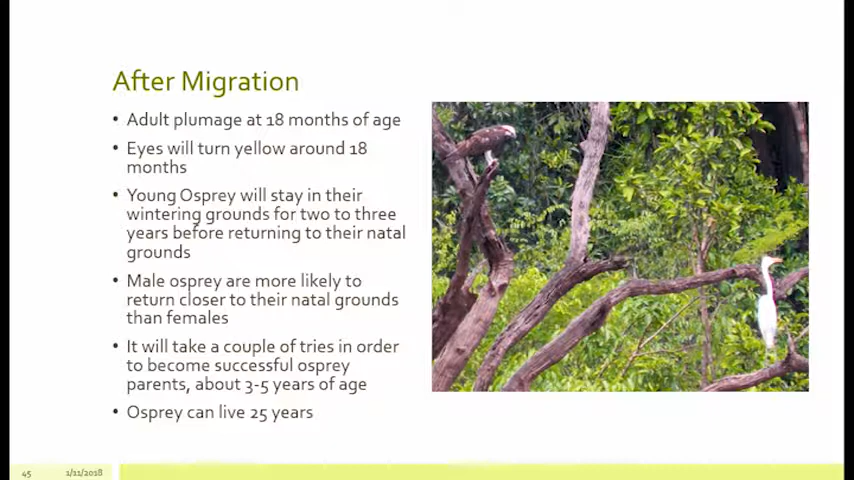 After Migration
• Adult plumage at 18 months of age
• Eyes will turn yellow around 18
months
• Young Osprey will stay in their
wintering grounds for two to three
years before returning to their natal
grounds
• Male osprey are more likely to
return closer to their natal grounds
than females
• It will take a couple of tries in order
to become successful osprey
parents, about 3-5 years of age
• Osprey can live 25 years
45 1/11/2018